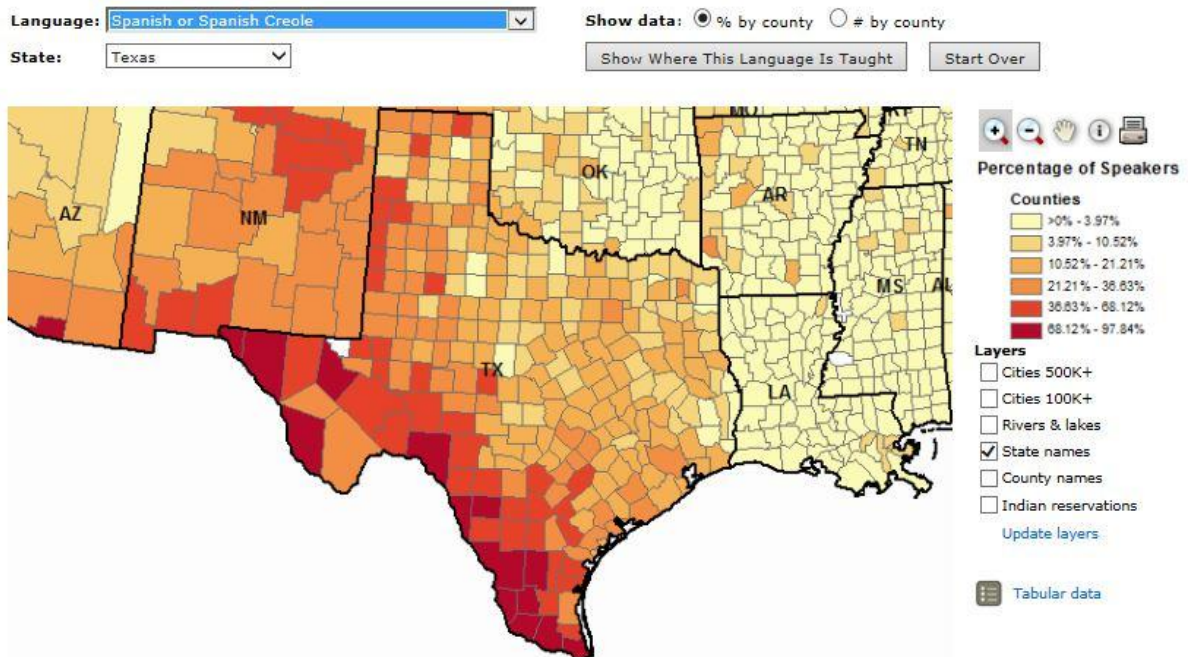 Language: Spanish or Spanish Creole
Show data: % by county # by county
State: Texas
Show Where This Language Is Taught Start Over
MO
KY
TN
OK
AR
AZ
NM
MS
AL
TX
LA
Percentage of Speakers
Counties
>0% - 3.97%
3.97% - 10.52%
10.52% - 21.21%
21.21% - 36.63%
36.63% - 68.12%
68.12% - 97.84%
Layers
Cities 500K+
Cities 100K+
Rivers & lakes
State names
County names
Indian reservations
Update layers
Tabular data